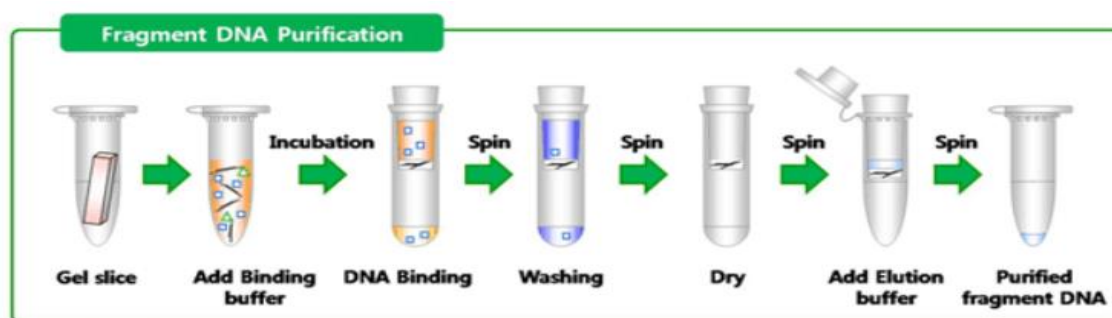 Fragment DNA Purification
Incubation
Spin
Spin
Spin
Spin
Gel slice
Add Binding
buffer
DNA Binding
Washing
Dry
Add Elution
buffer
Purified
fragment DNA